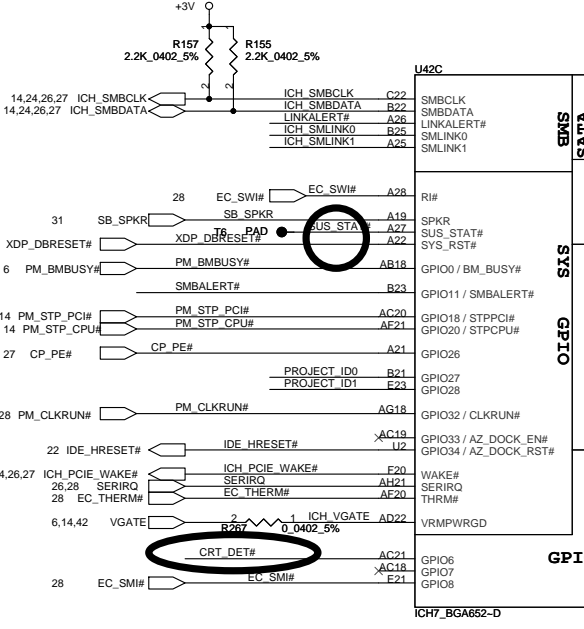 +3V
R157
2.2K_0402_5%
R155
2.2K_0402_5%
2
2
U42C
14,24,26,27 ICH_SMBCLK ICH_SMBCLK C22 SMBCLK
14,24,26,27 ICH_SMBDATA ICH_SMBDATA B22 SMBDATA
LINKALERT# A26 LINKALERT#
ICH_SMLINK0 B25 SMLINK0
ICH_SMLINK1 A25 SMLINK1
SMB
28 EC_SWI# EC_SWI# A28 RI#
31 SB_SPKR SB_SPKR A19 SPKR
T6 PAD SUS_STAT# A27 SUS_STAT#
XDP_DBRESET# XDP_DBRESET# A22 SYS_RST#
6 PM_BMBUSY# PM_BMBUSY# AB18 GPIO0 / BM_BUSY#
SMBALERT# B23 GPIO11 / SMBALERT#
SYS
GPIO
14 PM_STP_PCI# PM_STP_PCI# AC20 GPIO18 / STPPCI#
14 PM_STP_CPU# PM_STP_CPU# AF21 GPIO20 / STPCPU#
27 CP_PE# CP_PE# A21 GPIO26
PROJECT_ID0 B21 GPIO27
PROJECT_ID1 E23 GPIO28
28 PM_CLKRUN# PM_CLKRUN# AG18 GPIO32 / CLKRUN#
AC19 GPIO33 / AZ_DOCK_EN#
22 IDE_HRESET# IDE_HRESET# U2 GPIO34 / AZ_DOCK_RST#
4,26,27 ICH_PCIE_WAKE# ICH_PCIE_WAKE# F20 WAKE#
26,28 SERIRQ SERIRQ AH21 SERIRQ
28 EC_THERM# EC_THERM# AF20 THRM#
6,14,42 VGATE 2 1 ICH_VGATE AD22 VRMPWRGD
R267 0_0402_5%
CRT_DET# AC21 GPIO6
GPI
AC18 GPIO7
28 EC_SMI# EC_SMI# E21 GPIO8
ICH7_BGA652~D